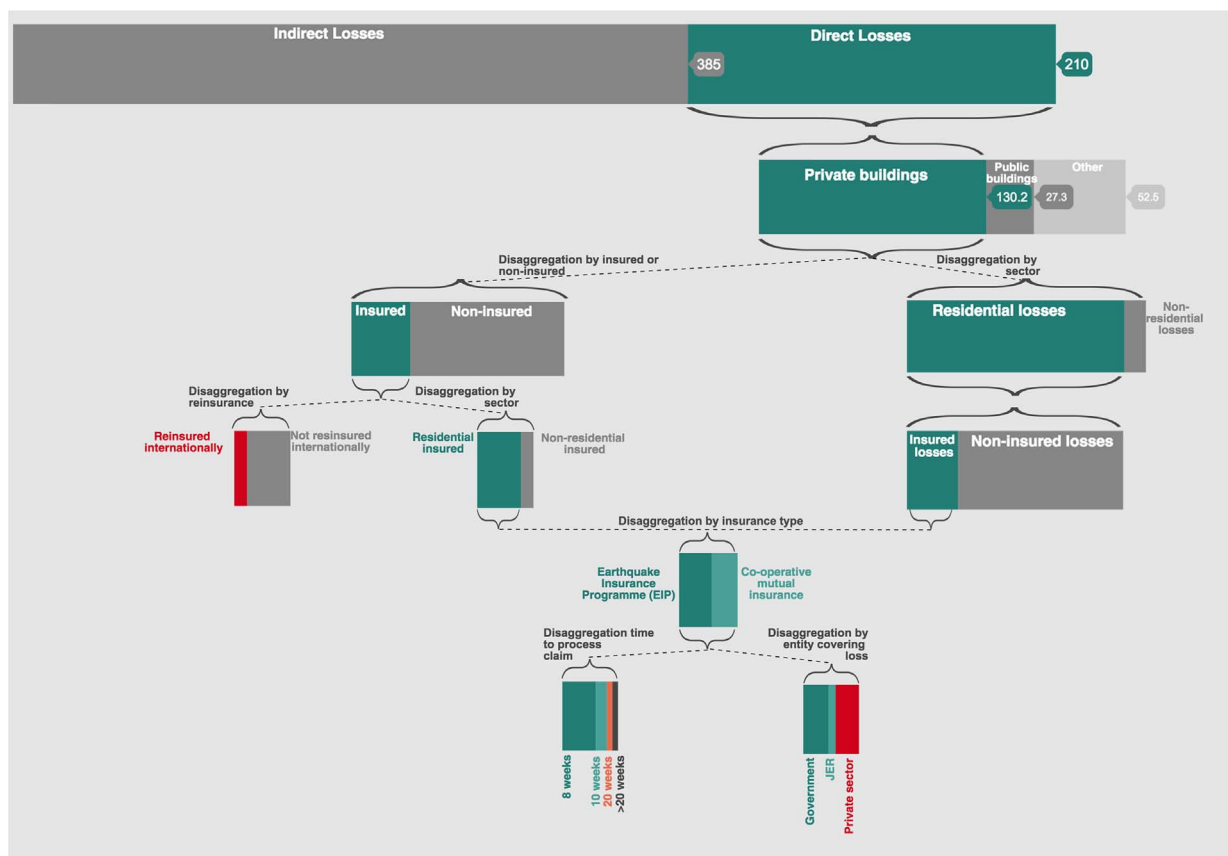 Indirect Losses
Direct Losses
385
210
Private buildings
Public
buildings
Other
130.2
27.3
52.5
Disaggregation by insured or
non-insured
Disaggregation by
sector
Insured
Non-insured
Residential losses
Non-
residential
losses
Disaggregation by
reinsurance
Disaggregation by
sector
Reinsured
internationally
Not resinsured
internationally
Residential
insured
Non-residential
insured
Insured
losses
Non-insured losses
Disaggregation by insurance type
Earthquake
Insurance
Programme (EIP)
Co-operative
mutual
insurance
Disaggregation time
to process
claim
Disaggregation by
entity covering
loss
8 weeks
10 weeks
20 weeks
>20 weeks
Government
JER
Private sector